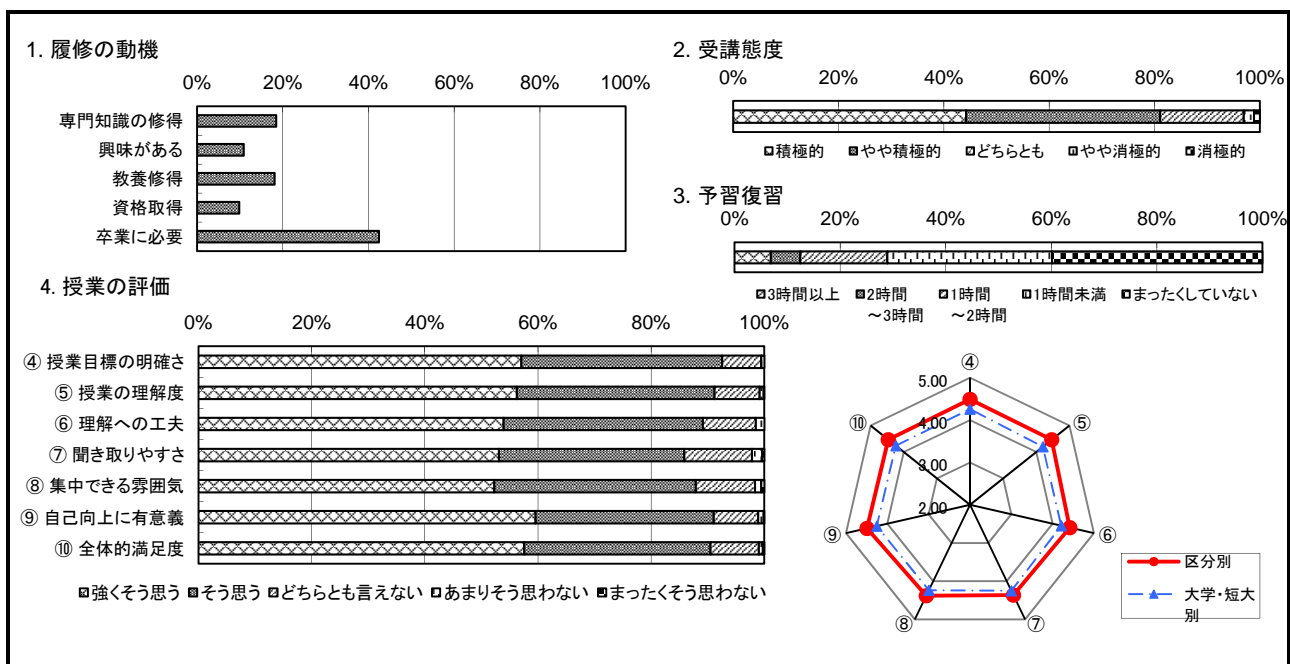 1. 履修の動機
0% 20% 40% 60% 80% 100%
専門知識の修得
興味がある
教養修得
資格取得
卒業に必要
2. 受講態度
0% 20% 40% 60% 80% 100%
積極的 やや積極的 どちらとも やや消極的 消極的
3. 予習復習
0% 20% 40% 60% 80% 100%
3時間以上 2時間 1時間 1時間未満 まったくしていない
～3時間 ～2時間
4. 授業の評価
0% 20% 40% 60% 80% 100%
④ 授業目標の明確さ
⑤ 授業の理解度
⑥ 理解への工夫
⑦ 聞き取りやすさ
⑧ 集中できる雰囲気
⑨ 自己向上に有意義
⑩ 全体的満足度
強くそう思う そう思う どちらとも言えない あまりそう思わない まったくそう思わない
④
5.00
⑩ ⑤
4.00
3.00
2.00
⑨ ⑥
⑧ ⑦
区分別
大学・短大
別